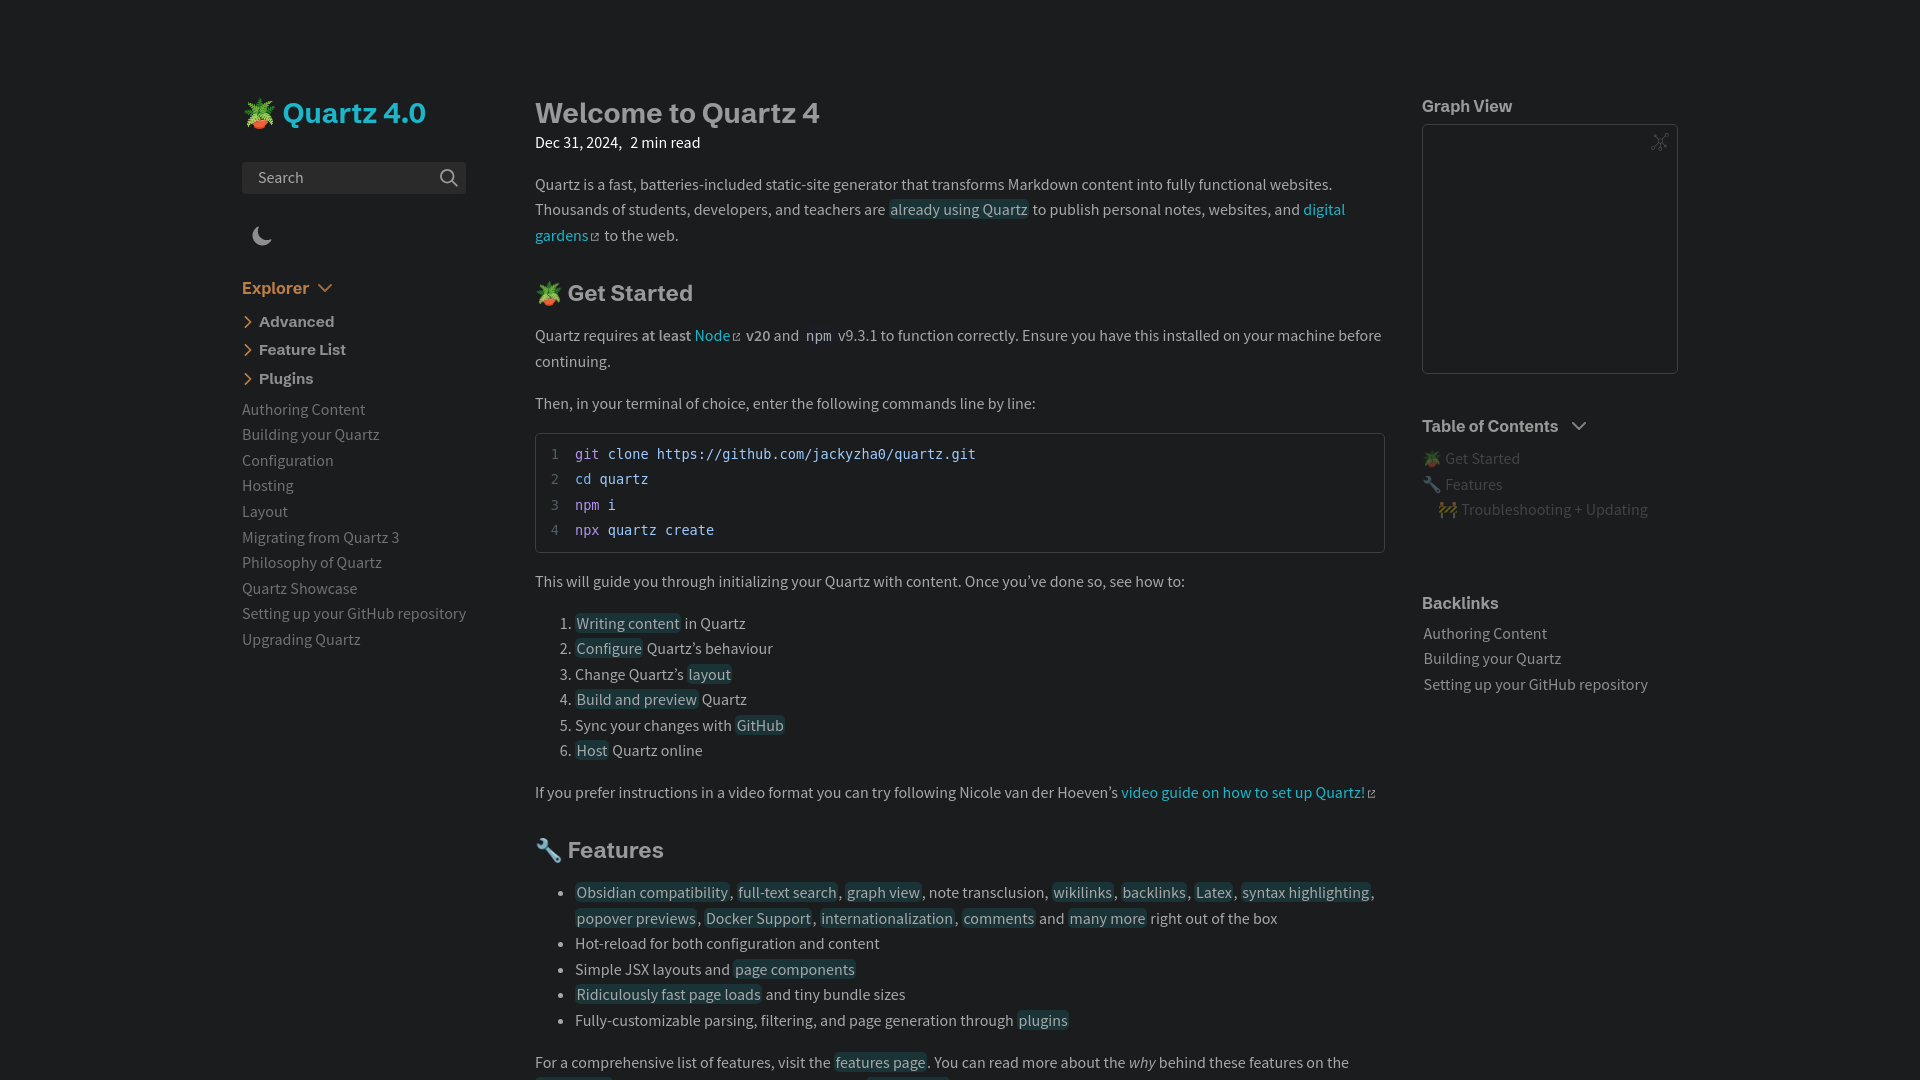 🪴 Quartz 4.0
Search
Explorer
Advanced
Feature List
Plugins
Authoring Content
Building your Quartz
Configuration
Hosting
Layout
Migrating from Quartz 3
Philosophy of Quartz
Quartz Showcase
Setting up your GitHub repository
Upgrading Quartz
Welcome to Quartz 4
Dec 31, 2024, 2 min read
Quartz is a fast, batteries-included static-site generator that transforms Markdown content into fully functional websites.
Thousands of students, developers, and teachers are already using Quartz to publish personal notes, websites, and digital
gardens to the web.
🪴 Get Started
Quartz requires at least Node v20 and npm v9.3.1 to function correctly. Ensure you have this installed on your machine before
continuing.
Then, in your terminal of choice, enter the following commands line by line:
1 git clone https://github.com/jackyzha0/quartz.git
2 cd quartz
3 npm i
4 npx quartz create
This will guide you through initializing your Quartz with content. Once you’ve done so, see how to:
1. Writing content in Quartz
2. Configure Quartz’s behaviour
3. Change Quartz’s layout
4. Build and preview Quartz
5. Sync your changes with GitHub
6. Host Quartz online
If you prefer instructions in a video format you can try following Nicole van der Hoeven’s video guide on how to set up Quartz!
🔧 Features
• Obsidian compatibility, full-text search, graph view, note transclusion, wikilinks, backlinks, Latex, syntax highlighting,
popover previews, Docker Support, internationalization, comments and many more right out of the box
• Hot-reload for both configuration and content
• Simple JSX layouts and page components
• Ridiculously fast page loads and tiny bundle sizes
• Fully-customizable parsing, filtering, and page generation through plugins
For a comprehensive list of features, visit the features page. You can read more about the why behind these features on the
Graph View
Table of Contents
🪴 Get Started
🔧 Features
🚧 Troubleshooting + Updating
Backlinks
Authoring Content
Building your Quartz
Setting up your GitHub repository